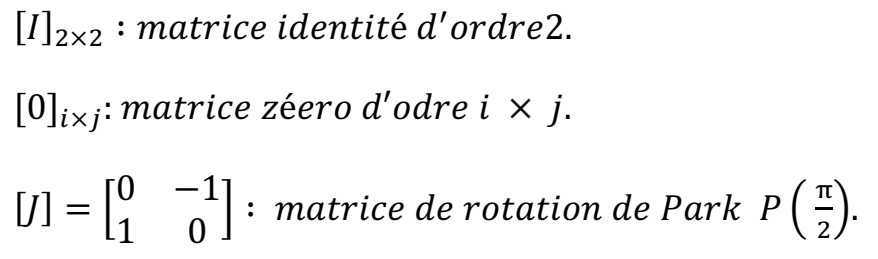 [I]₂ₓ₂ : matrice identité d'ordre2.
[0]ᵢₓⱼ: matrice zéero d'odre i × j.
[J] = [0 −1; 1 0] : matrice de rotation de Park P(π/2).